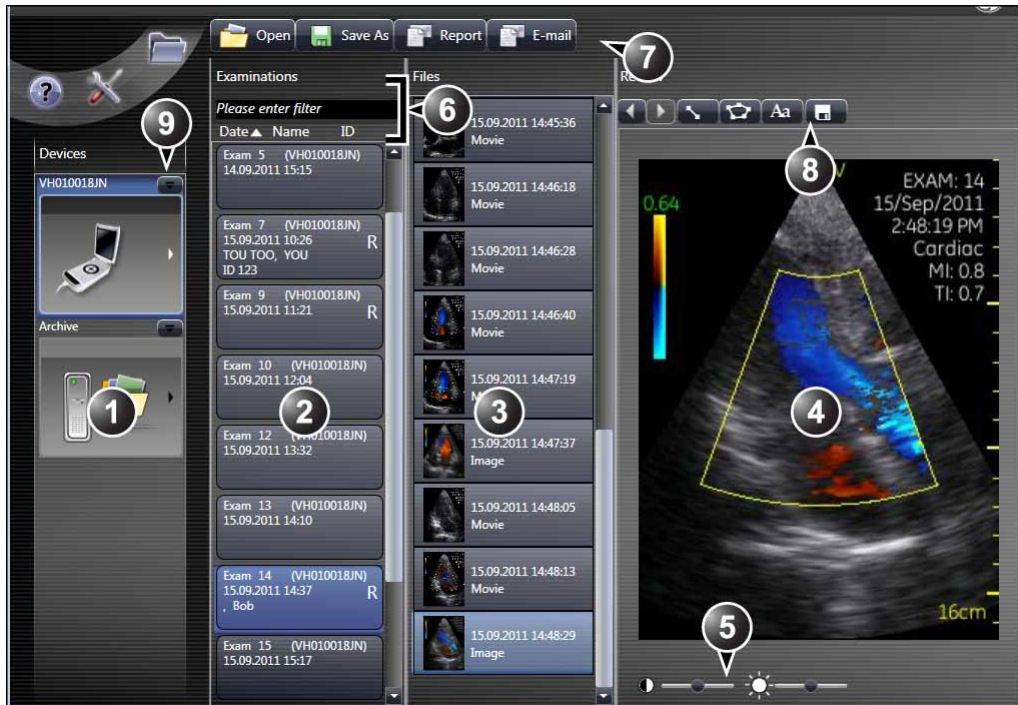 Open
Save As
Report
E-mail
7
?
Examinations
Files
Please enter filter
6
9
Date Name ID
Aa
8
Devices
VH010018JN
Archive
1
Exam 5 (VH010018JN)
14.09.2011 15:15
Exam 7 (VH010018JN)
15.09.2011 10:26
R
TOU TOO, YOU
ID 123
Exam 9 (VH010018JN)
15.09.2011 11:21
R
Exam 10 (VH010018JN)
15.09.2011 12:04
2
Exam 12 (VH010018JN)
15.09.2011 13:32
Exam 13 (VH010018JN)
15.09.2011 14:10
Exam 14 (VH010018JN)
15.09.2011 14:37
R
, Bob
Exam 15 (VH010018JN)
15.09.2011 15:17
15.09.2011 14:45:36
Movie
15.09.2011 14:46:18
Movie
15.09.2011 14:46:28
Movie
15.09.2011 14:46:40
Movie
15.09.2011 14:47:19
3
15.09.2011 14:47:37
Image
15.09.2011 14:48:05
Movie
15.09.2011 14:48:13
Movie
15.09.2011 14:48:29
Image
V
0.64
EXAM: 14
15/Sep/2011
2:48:19 PM
Cardiac
MI: 0.8
TI: 0.7
4
16cm
5